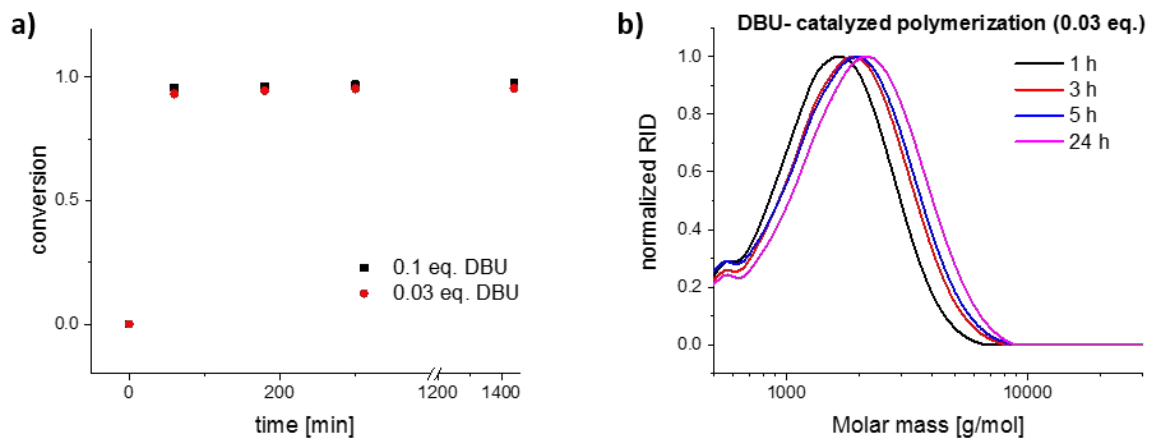 a)
1.0
0.5
0.0
conversion
0.1 eq. DBU
0.03 eq. DBU
0
200
1200
1400
time [min]
b)
DBU- catalyzed polymerization (0.03 eq.)
1.0
0.8
0.6
0.4
0.2
0.0
normalized RID
1 h
3 h
5 h
24 h
1000
10000
Molar mass [g/mol]